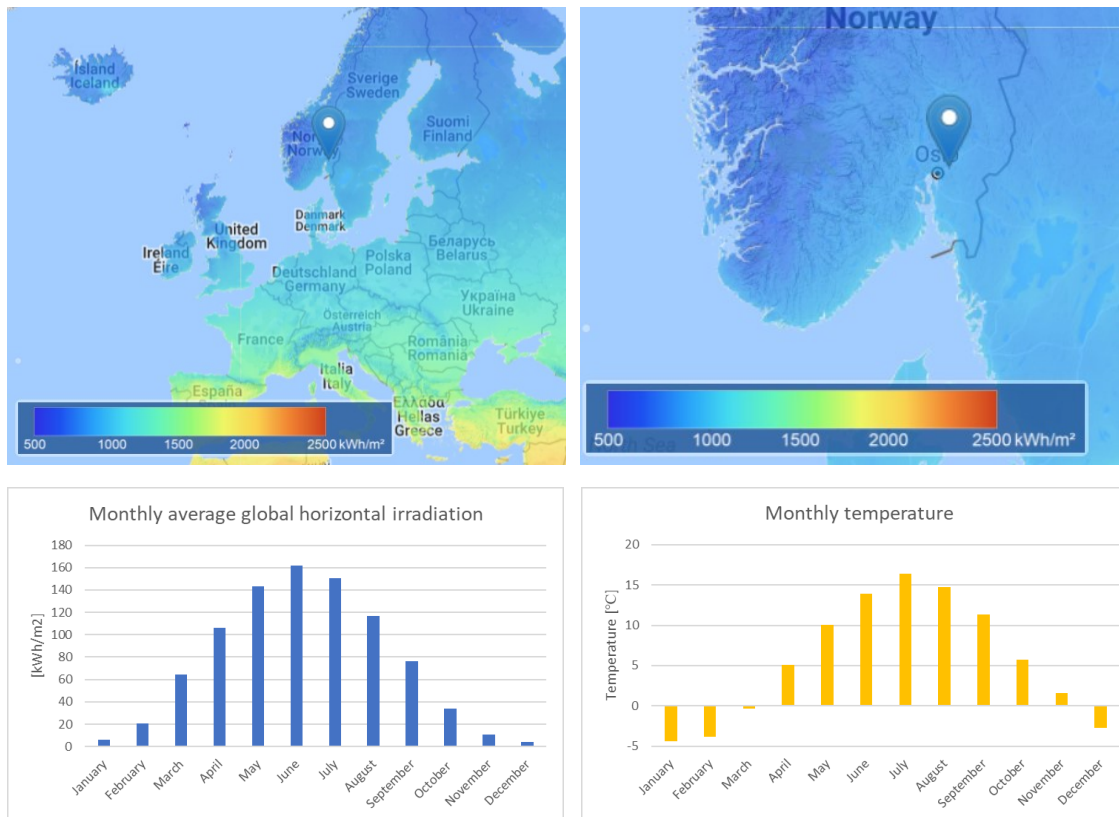 Ísland
Iceland
Sverige
Sweden
Suomi
Finland
Norway
Danmark
Denmark
United
Kingdom
Ireland
Éire
Беларусь
Belarus
Polska
Poland
Deutschland
Germany
Україна
Ukraine
Österreich
Austria
France
România
Romania
Italia
Italy
España
Ελλάδα
Hellas
Greece
Türkiye
Turkey
500 1000 1500 2000 2500 kWh/m²
Norway
500 1000 1500 2000 2500 kWh/m²
Monthly average global horizontal irradiation
[kWh/m2]
180
160
140
120
100
80
60
40
20
0
January February March April May June July August September October November December
Monthly temperature
Temperature [°C]
20
15
10
5
0
-5
January February March April May June July August September October November December